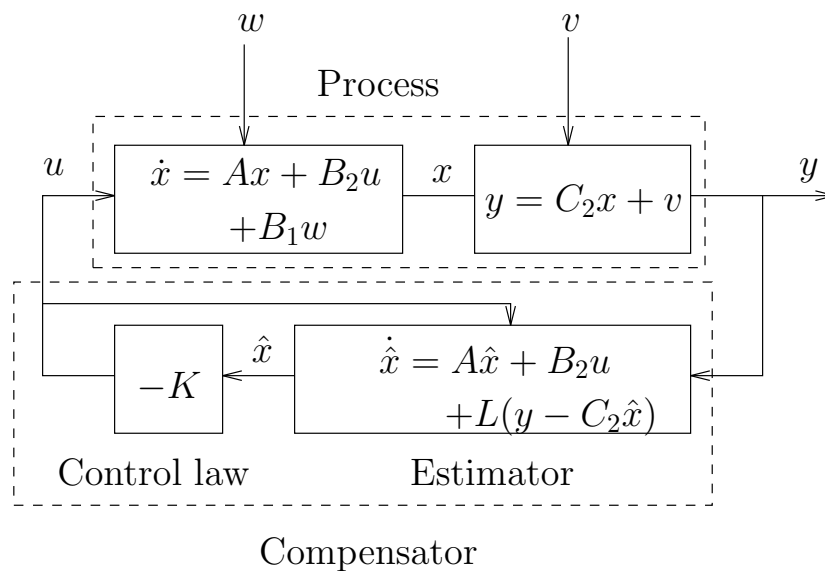 w v
Process
u
ẋ = Ax + B₂u
+B₁w
x
y = C₂x + v
y
-K
x̂
x̂̇ = Ax̂ + B₂u
+L(y − C₂x̂)
Control law
Estimator
Compensator